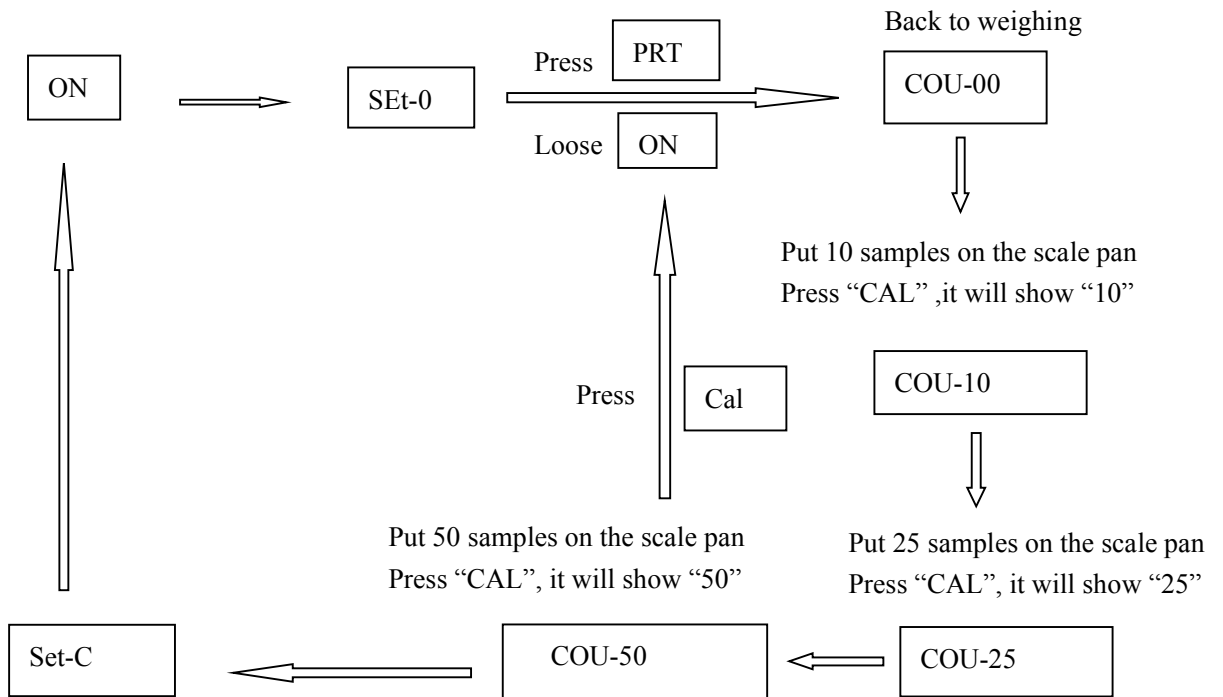 Back to weighing
ON
SEt-0
Press PRT
COU-00
Loose ON
Put 10 samples on the scale pan
Press “CAL” ,it will show “10”
COU-10
Press Cal
Put 50 samples on the scale pan
Press “CAL”, it will show “50”
Put 25 samples on the scale pan
Press “CAL”, it will show “25”
Set-C
COU-50
COU-25